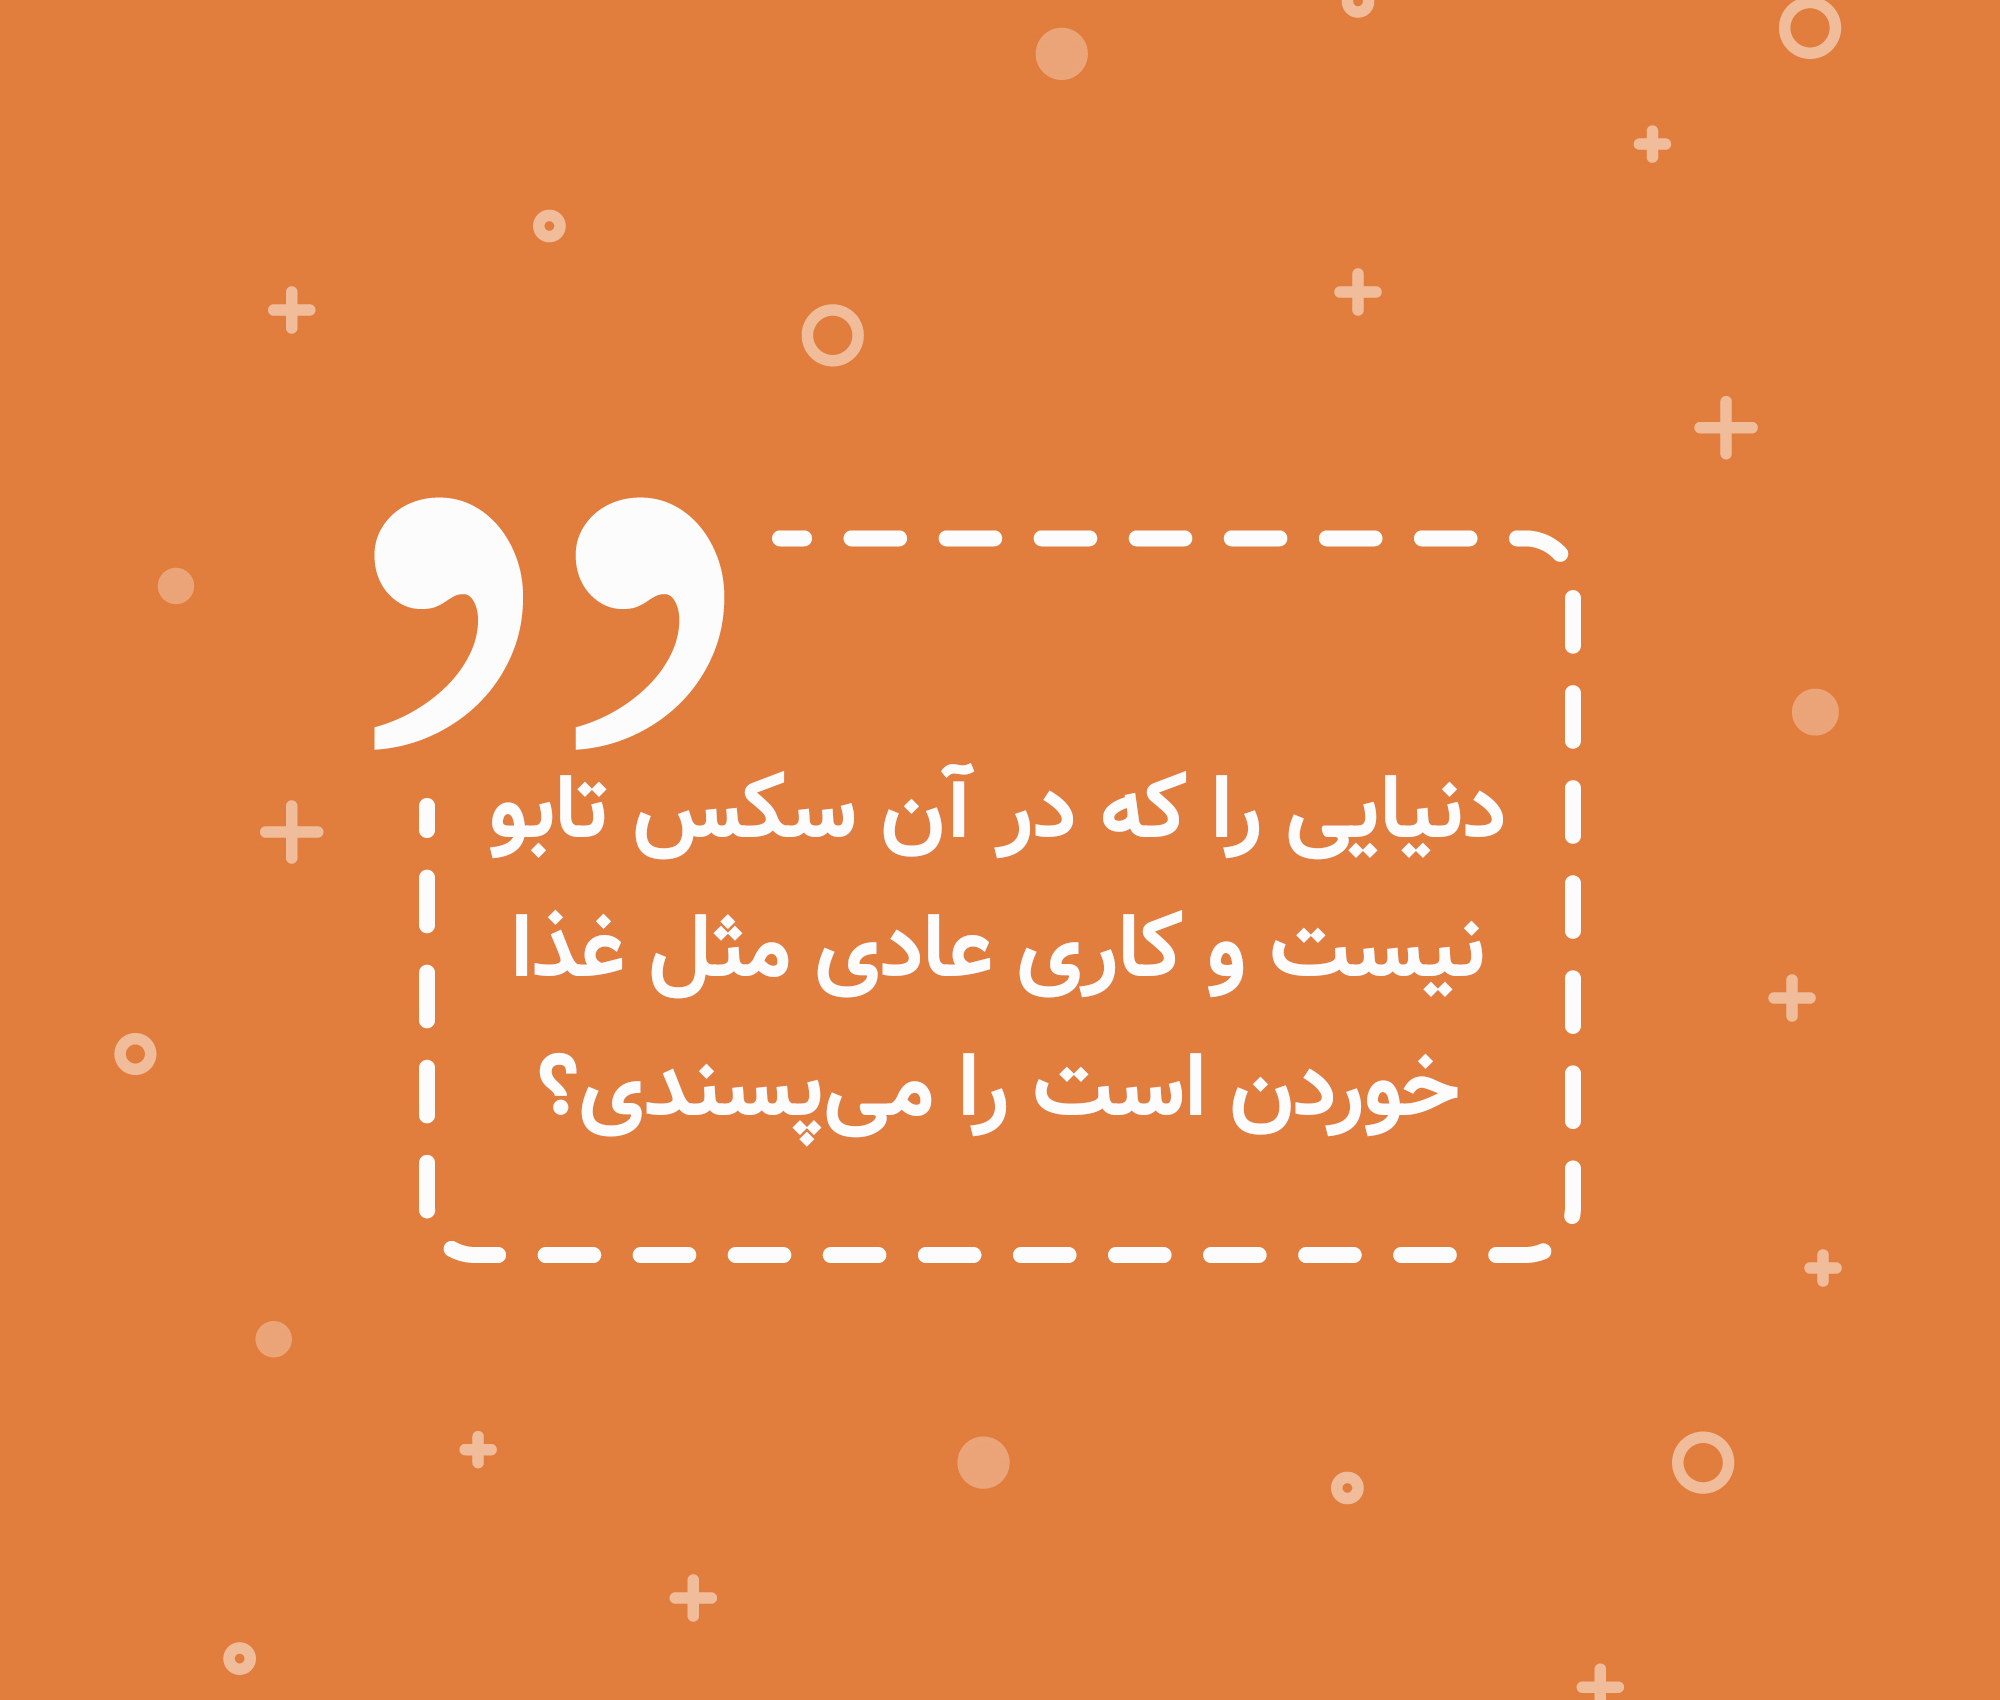 دنیایی را که در آن سکس تابو
نیست و کاری عادی مثل غذا
خوردن است را می‌پسندی؟